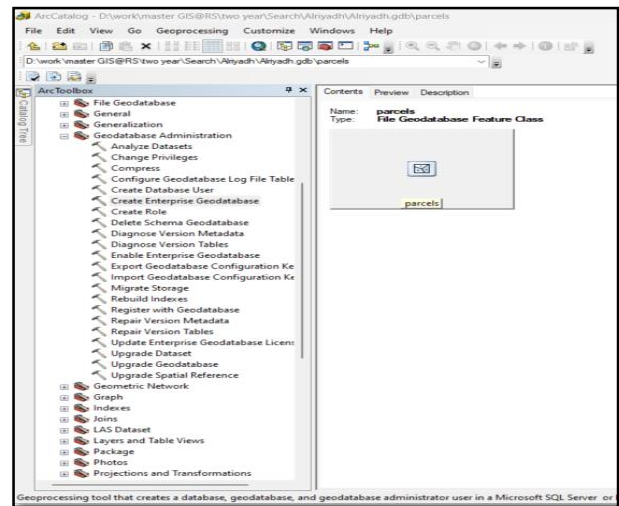 ArcCatalog - D:\work\master GIS@RS\two year\Search\Alriyadh\Alriyadh.gdb\parcels
File Edit View Go Geoprocessing Customize Windows Help
D:\work\master GIS@RS\two year\Search\Alriyadh\Alriyadh.gdb\parcels
Catalog Tree
ArcToolbox
File Geodatabase
General
Generalization
Geodatabase Administration
Analyze Datasets
Change Privileges
Compress
Configure Geodatabase Log File Table
Create Database User
Create Enterprise Geodatabase
Create Role
Delete Schema Geodatabase
Diagnose Version Metadata
Diagnose Version Tables
Enable Enterprise Geodatabase
Export Geodatabase Configuration Ke
Import Geodatabase Configuration Ke
Migrate Storage
Rebuild Indexes
Register with Geodatabase
Repair Version Metadata
Repair Version Tables
Update Enterprise Geodatabase Licens
Upgrade Dataset
Upgrade Geodatabase
Upgrade Spatial Reference
Geometric Network
Graph
Indexes
Joins
LAS Dataset
Layers and Table Views
Package
Photos
Projections and Transformations
Contents Preview Description
Name: parcels
Type: File Geodatabase Feature Class
parcels
Geoprocessing tool that creates a database, geodatabase, and geodatabase administrator user in a Microsoft SQL Server or